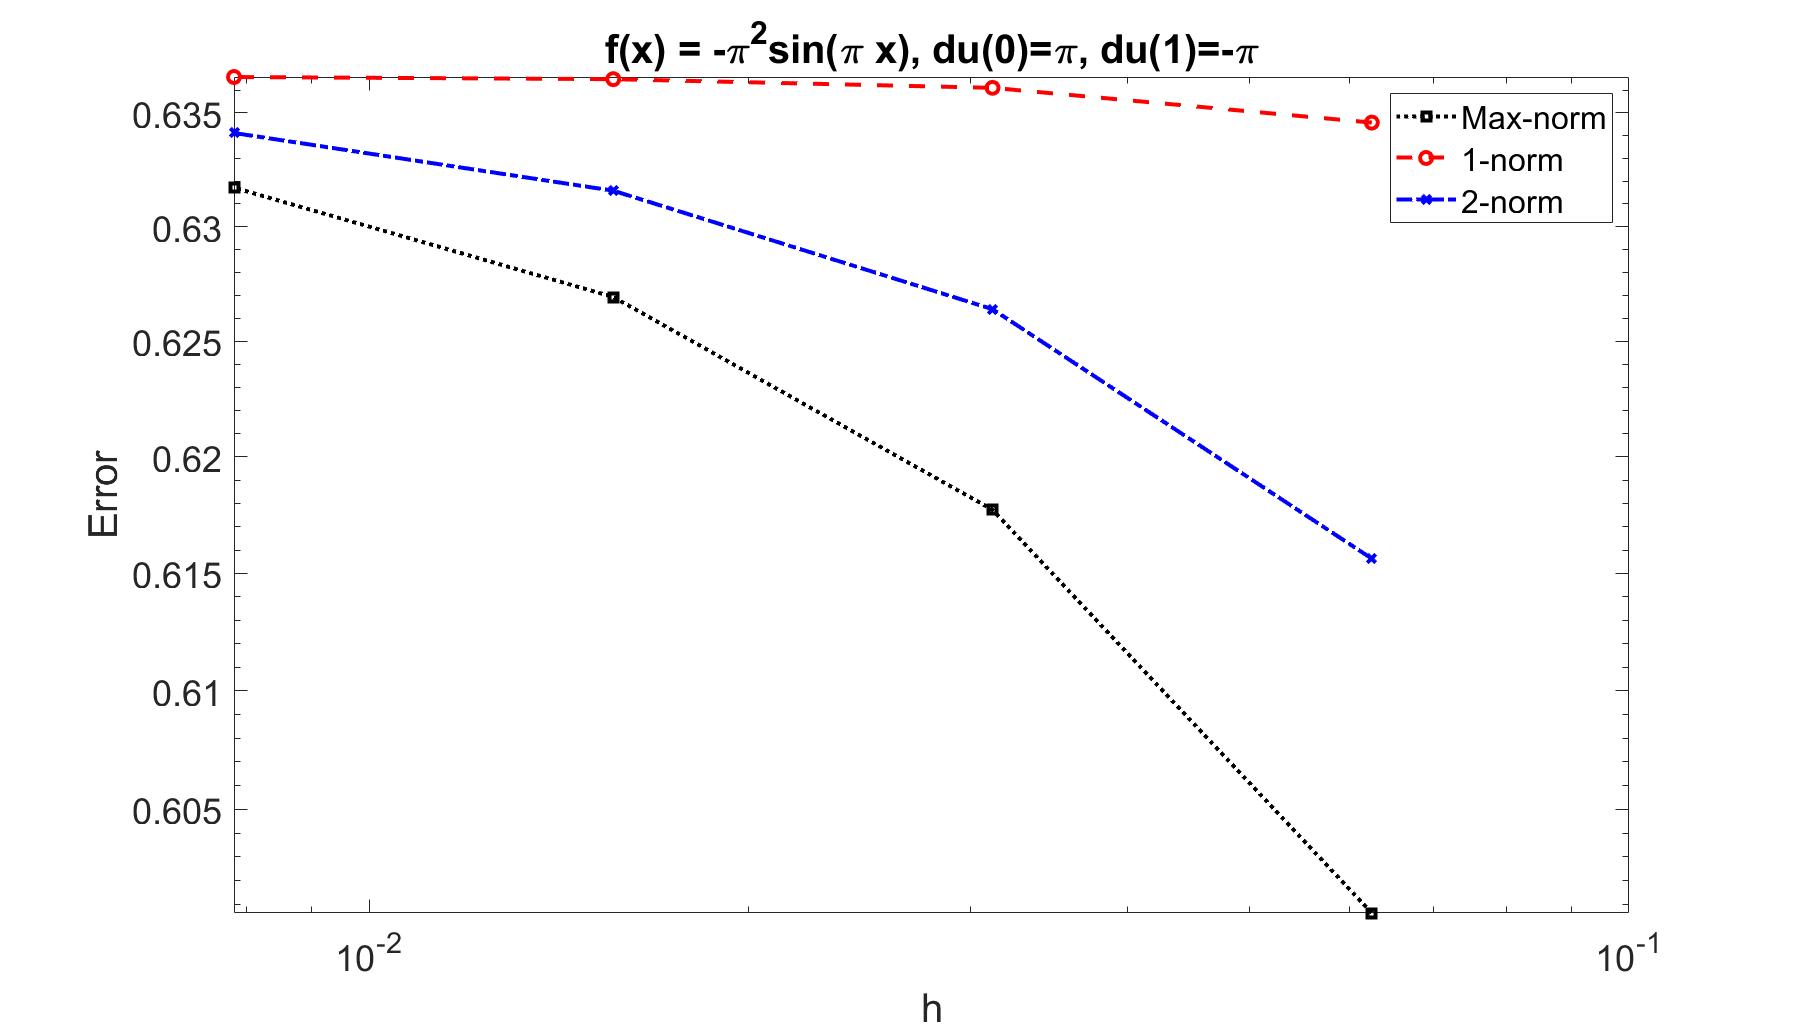 f(x) = -π²sin(π x), du(0)=π, du(1)=-π
0.635
0.63
0.625
0.62
0.615
0.61
0.605
Error
Max-norm
1-norm
2-norm
10⁻²
10⁻¹
h